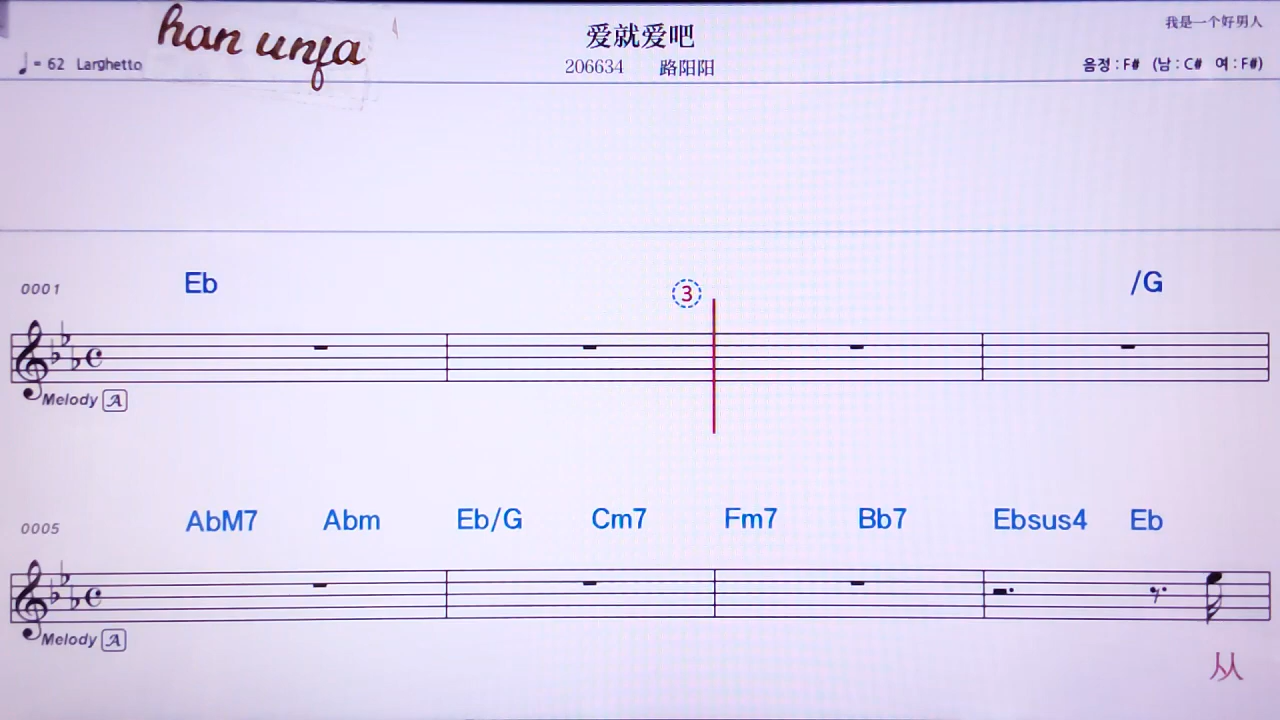 han unfa
爱就爱吧
我是一个好男人
♩= 62 Larghetto
206634 路阳阳
음정 : F# (남 : C# 여 : F#)
0001 Eb ③ /G
Melody A
0005 AbM7 Abm Eb/G Cm7 Fm7 Bb7 Ebsus4 Eb
Melody A
从